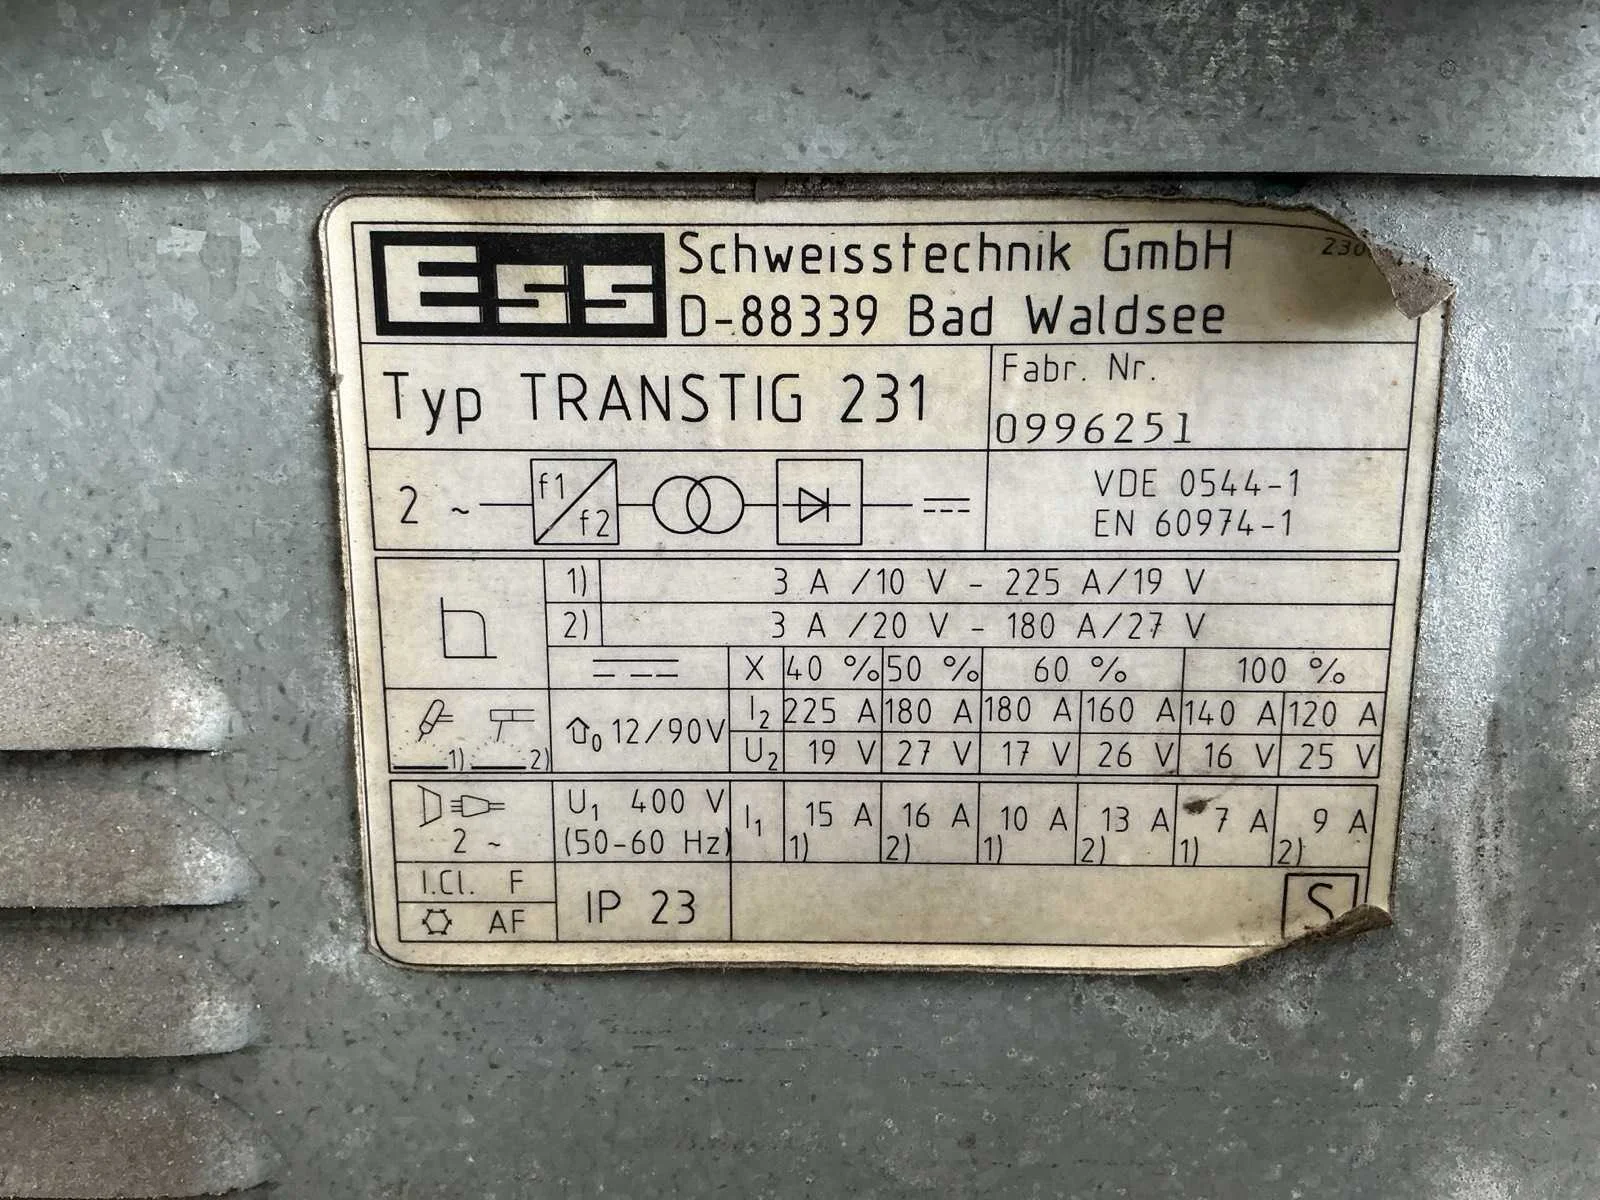 ESS Schweisstechnik GmbH
D-88339 Bad Waldsee
Typ TRANSTIG 231
Fabr. Nr.
0996251
2 ~ f1 f2
VDE 0544-1
EN 60974-1
1) 3 A /10 V - 225 A/19 V
2) 3 A /20 V - 180 A/27 V
X 40 % 50 % 60 % 100 %
1) 2)
U0 12/90V
I2 225 A 180 A 180 A 160 A 140 A 120 A
U2 19 V 27 V 17 V 26 V 16 V 25 V
2 ~
U1 400 V
(50-60 Hz)
I1 15 A 16 A 10 A 13 A 7 A 9 A
1) 2) 1) 2) 1) 2)
I.Cl. F
AF
IP 23
S